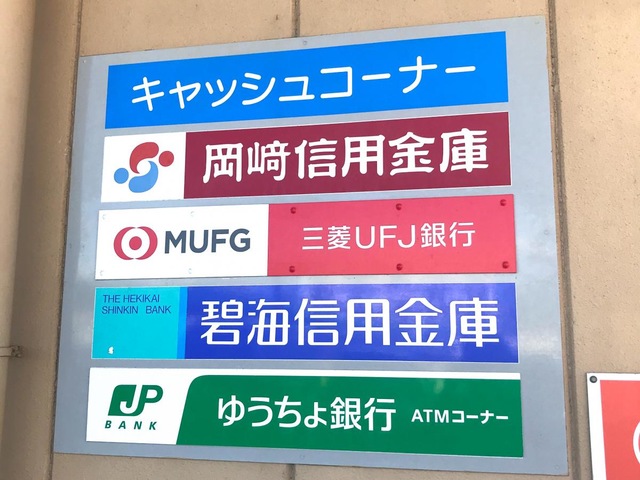 キャッシュコーナー
岡﨑信用金庫
MUFG 三菱UFJ銀行
THE HEKIKAI
SHINKIN BANK
碧海信用金庫
JP
BANK
ゆうちょ銀行 ATMコーナー